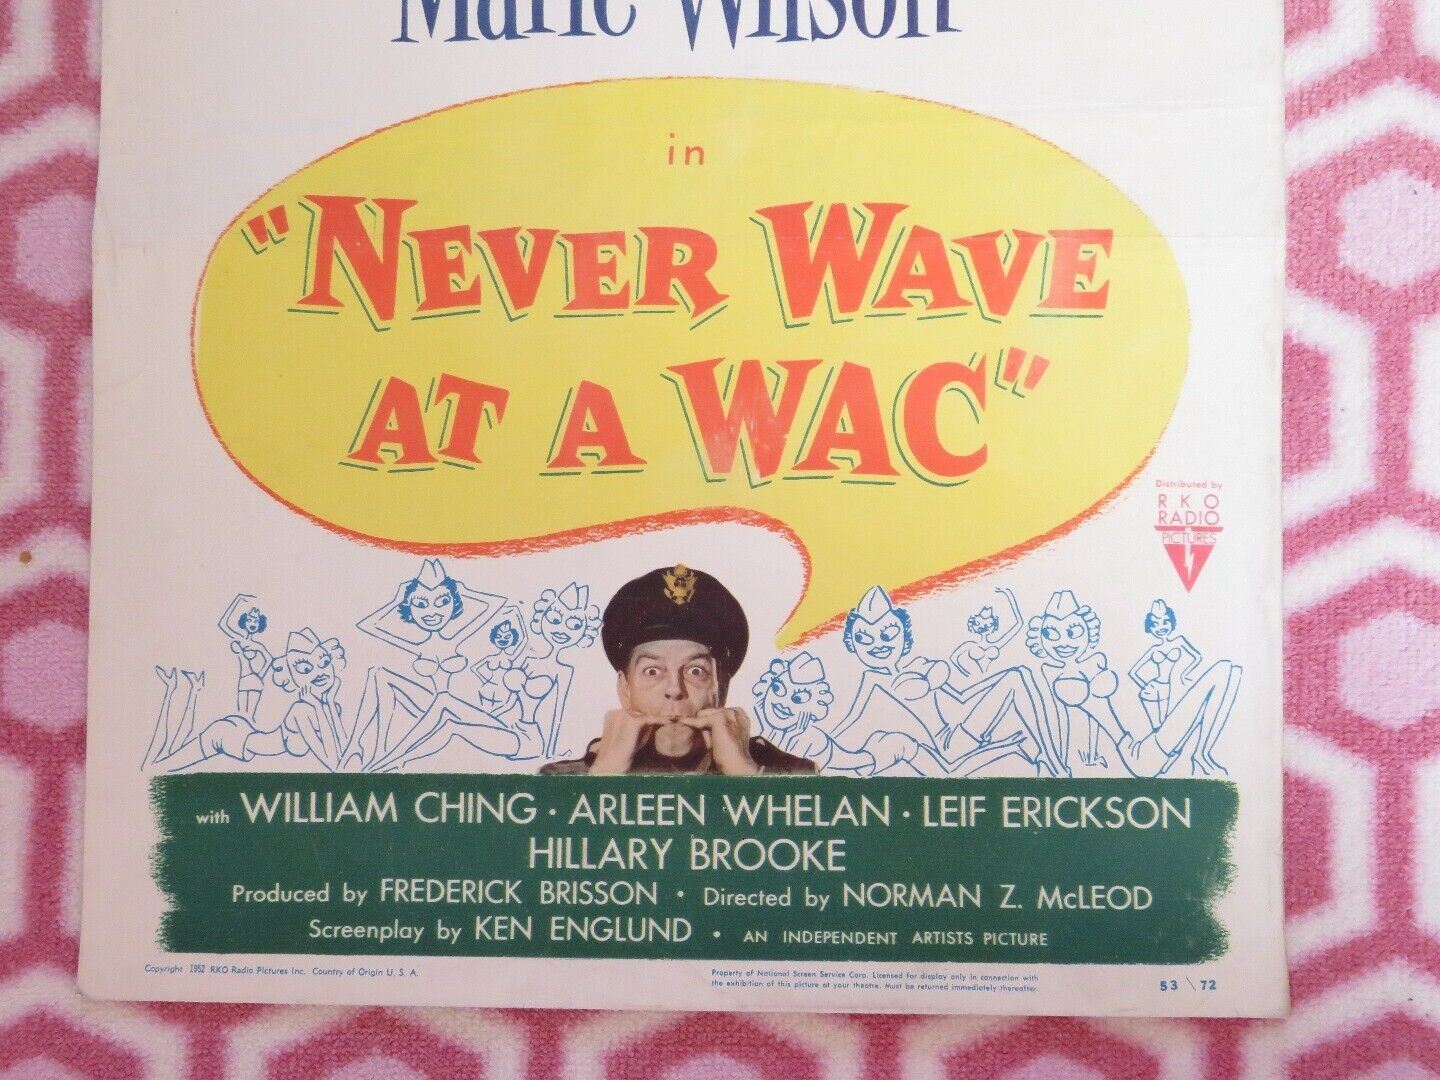 Marie Wilson
in
"NEVER WAVE
AT A WAC"
Distributed by
RKO
RADIO
PICTURES
with WILLIAM CHING · ARLEEN WHELAN · LEIF ERICKSON
HILLARY BROOKE
Produced by FREDERICK BRISSON · Directed by NORMAN Z. McLEOD
Screenplay by KEN ENGLUND · AN INDEPENDENT ARTISTS PICTURE
Copyright 1952 RKO Radio Pictures Inc. Country of Origin U. S. A.
Property of National Screen Service Corp. Licensed for display only in connection with
the exhibition of this picture at your theatre. Must be returned immediately thereafter.
53 \ 72